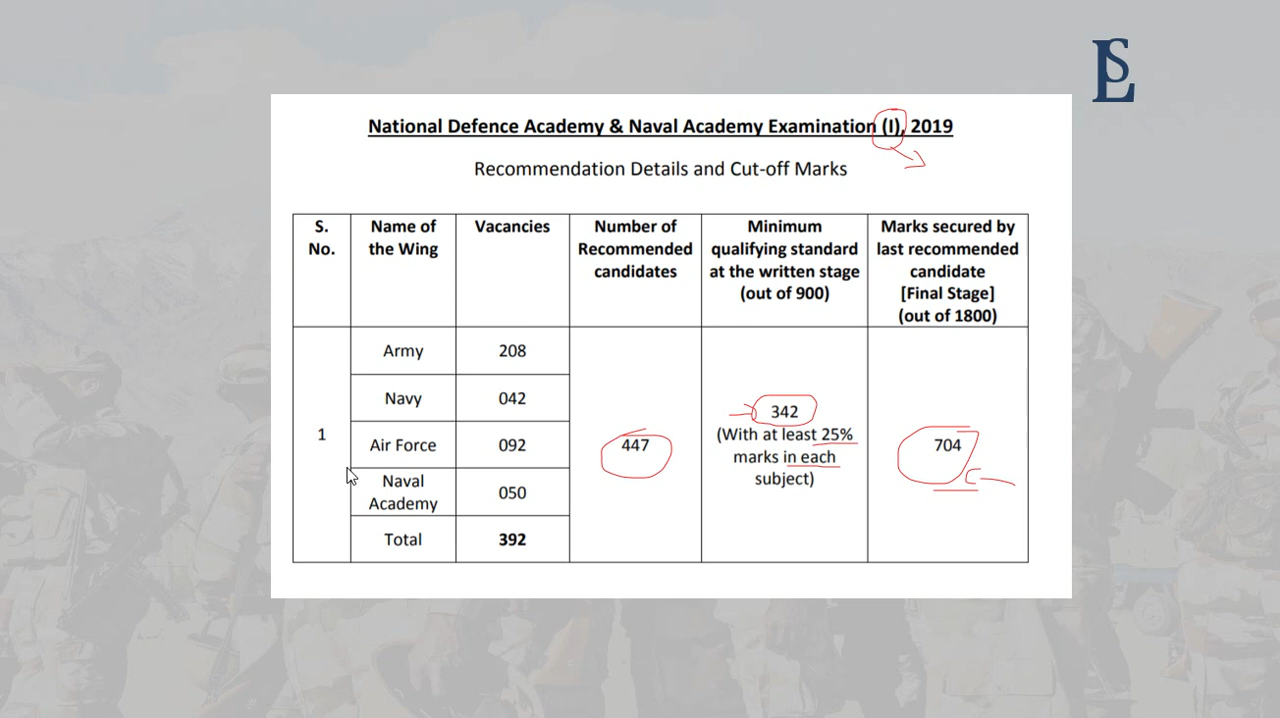 LS
National Defence Academy & Naval Academy Examination (I), 2019
Recommendation Details and Cut-off Marks
S.
No.
Name of
the Wing
Vacancies
Number of
Recommended
candidates
Minimum
qualifying standard
at the written stage
(out of 900)
Marks secured by
last recommended
candidate
[Final Stage]
(out of 1800)
1
Army
208
Navy
042
Air Force
092
Naval
Academy
050
Total
392
447
342
(With at least 25%
marks in each
subject)
704